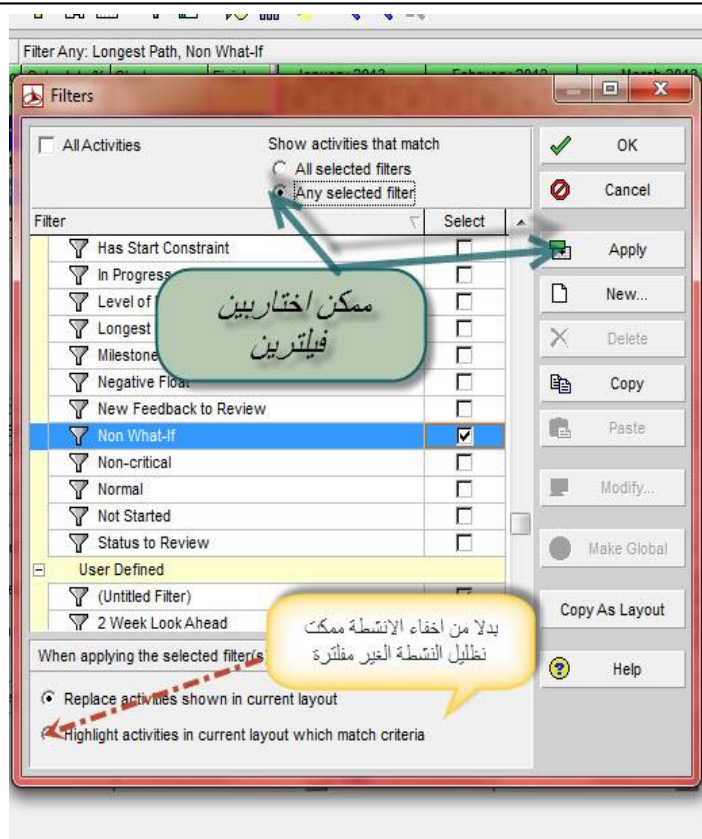 Filter Any: Longest Path, Non What-If
January 2013
Filters
All Activities
Show activities that match
All selected filters
Any selected filter
Filter
Select
Has Start Constraint
In Progress
Level of
Longest
Milestone
Negative Float
New Feedback to Review
Non What-If
Non-critical
Normal
Not Started
Status to Review
User Defined
(Untitled Filter)
2 Week Look Ahead
When applying the selected filter(s)
Replace activities shown in current layout
Highlight activities in current layout which match criteria
OK
Cancel
Apply
New...
Delete
Copy
Paste
Modify...
Make Global
Copy As Layout
Help
ممكن اختاربين
فيلترين
بدلا من اخفاء الانشطة ممكت
نظليل النشطة الغير مفلترة